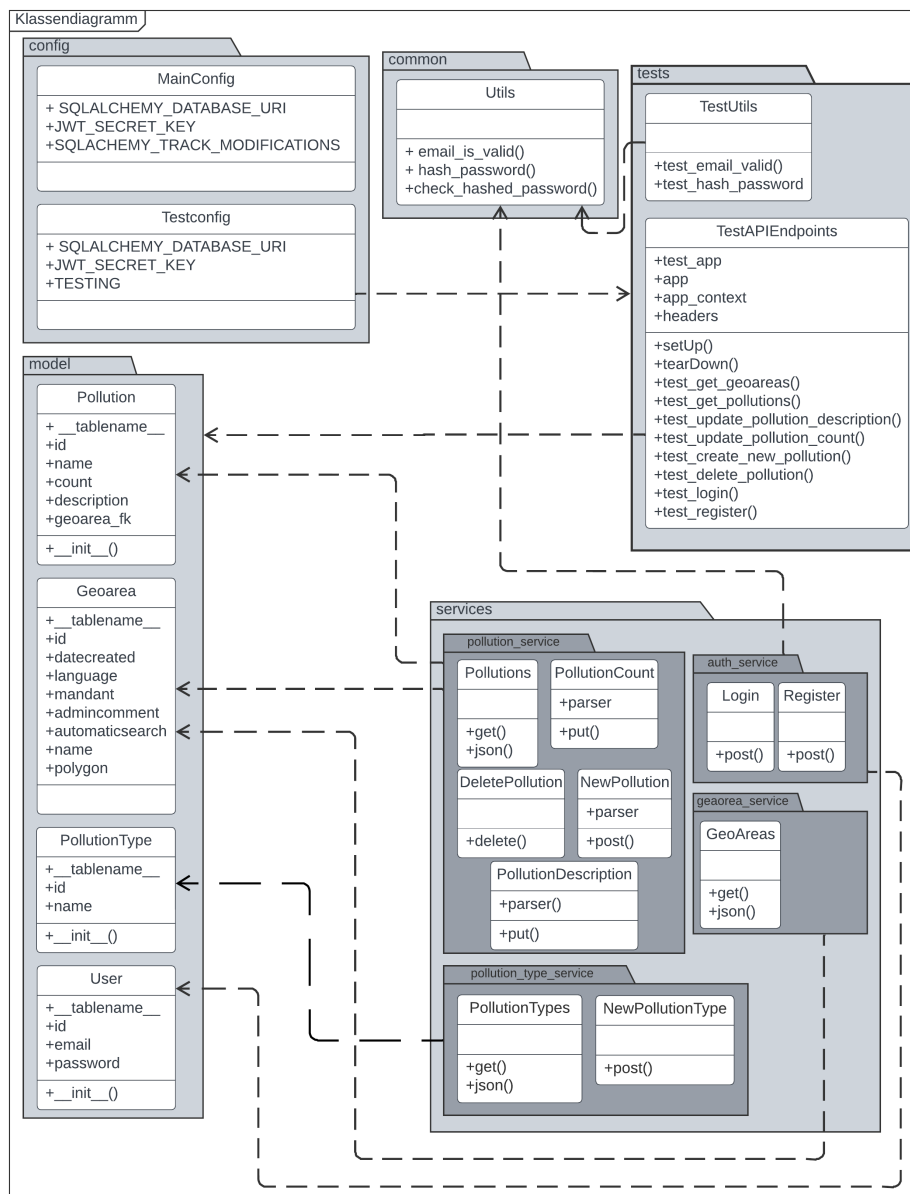 Klassendiagramm
config
MainConfig
+ SQLALCHEMY_DATABASE_URI
+JWT_SECRET_KEY
+SQLACHEMY_TRACK_MODIFICATIONS
Testconfig
+ SQLALCHEMY_DATABASE_URI
+JWT_SECRET_KEY
+TESTING
common
Utils
+ email_is_valid()
+ hash_password()
+check_hashed_password()
tests
TestUtils
+test_email_valid()
+test_hash_password
TestAPIEndpoints
+test_app
+app
+app_context
+headers
+setUp()
+tearDown()
+test_get_geoareas()
+test_get_pollutions()
+test_update_pollution_description()
+test_update_pollution_count()
+test_create_new_pollution()
+test_delete_pollution()
+test_login()
+test_register()
model
Pollution
+ __tablename__
+id
+name
+count
+description
+geoarea_fk
+__init__()
Geoarea
+__tablename__
+id
+datecreated
+language
+mandant
+admincomment
+automaticsearch
+name
+polygon
PollutionType
+__tablename__
+id
+name
+__init__()
User
+__tablename__
+id
+email
+password
+__init__()
services
pollution_service
Pollutions
+get()
+json()
PollutionCount
+parser
+put()
DeletePollution
+delete()
NewPollution
+parser
+post()
PollutionDescription
+parser()
+put()
auth_service
Login
+post()
Register
+post()
geaorea_service
GeoAreas
+get()
+json()
pollution_type_service
PollutionTypes
+get()
+json()
NewPollutionType
+post()